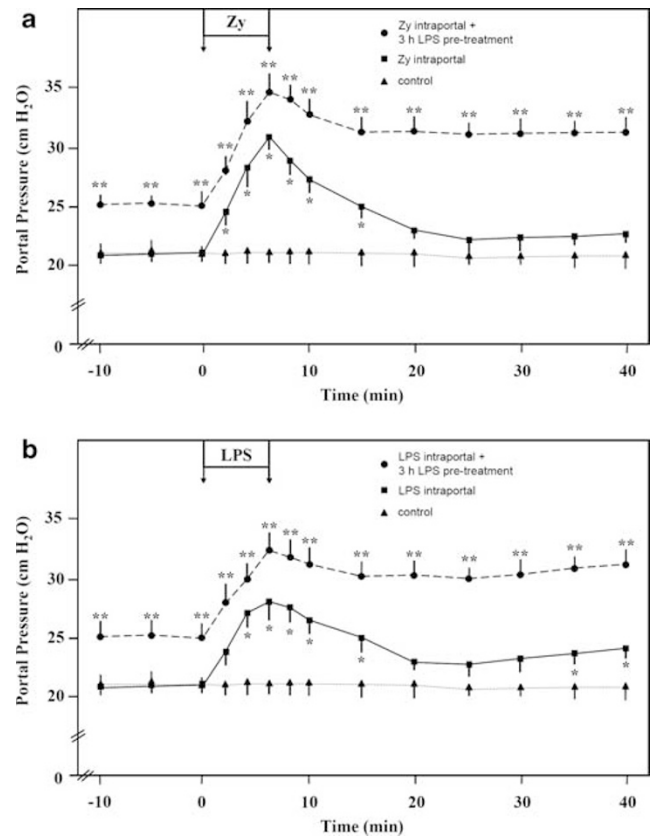 a
Zy
Zy intraportal +
3 h LPS pre-treatment
Zy intraportal
control
Portal Pressure (cm H₂O)
35
30
25
20
0
** ** ** ** ** ** ** ** ** ** ** ** ** **
* * * * * *
-10 0 10 20 30 40
Time (min)
b
LPS
LPS intraportal +
3 h LPS pre-treatment
LPS intraportal
control
Portal Pressure (cm H₂O)
35
30
25
20
0
** ** ** ** ** ** ** ** ** ** ** ** ** **
* * * * * * *
-10 0 10 20 30 40
Time (min)